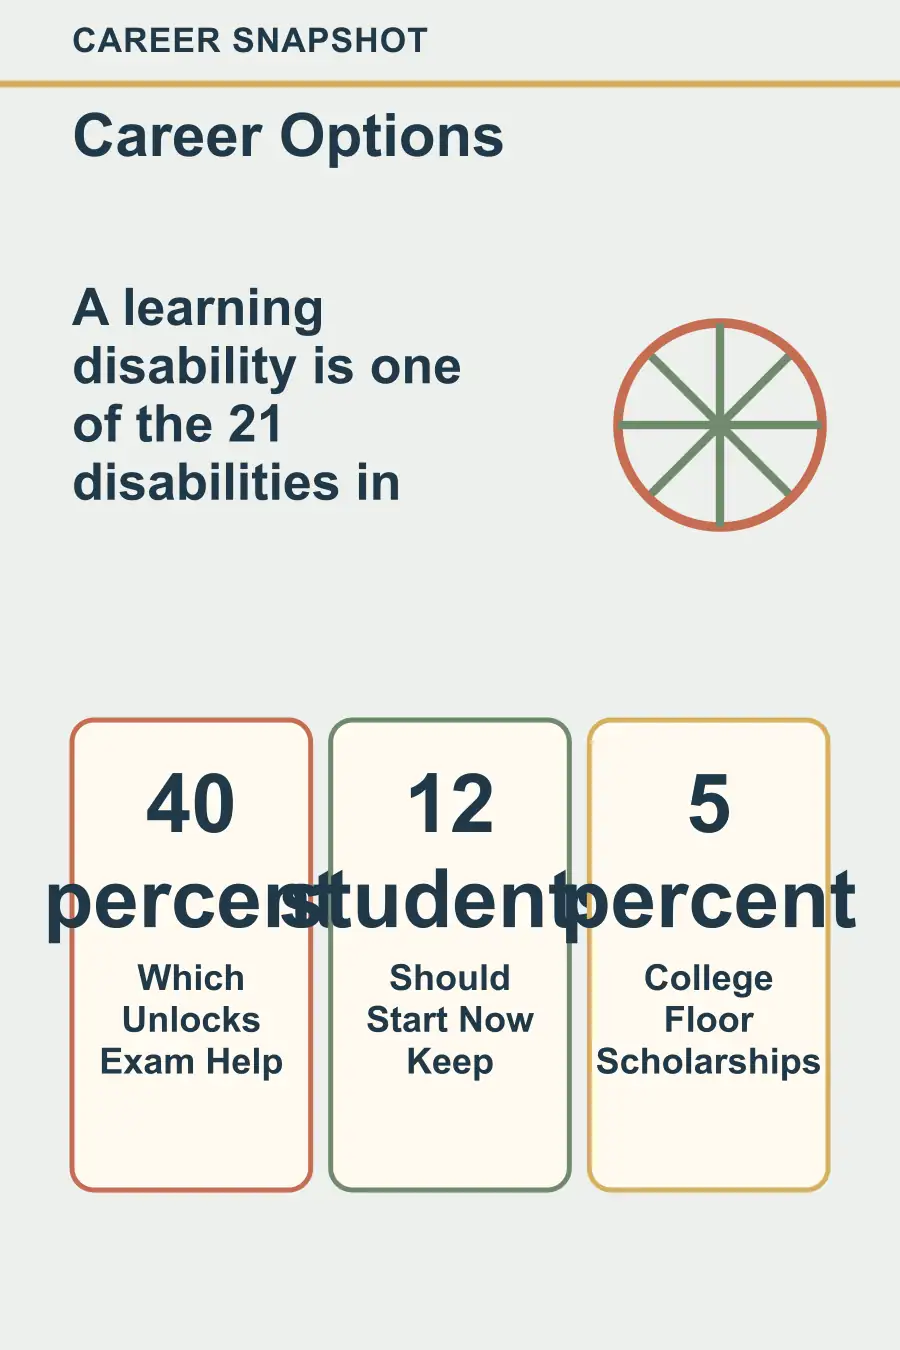 CAREER SNAPSHOT
Career Options
A learning
disability is one
of the 21
disabilities in
40
percent
Which
Unlocks
Exam Help
12
student
Should
Start Now
Keep
5
percent
College
Floor
Scholarships